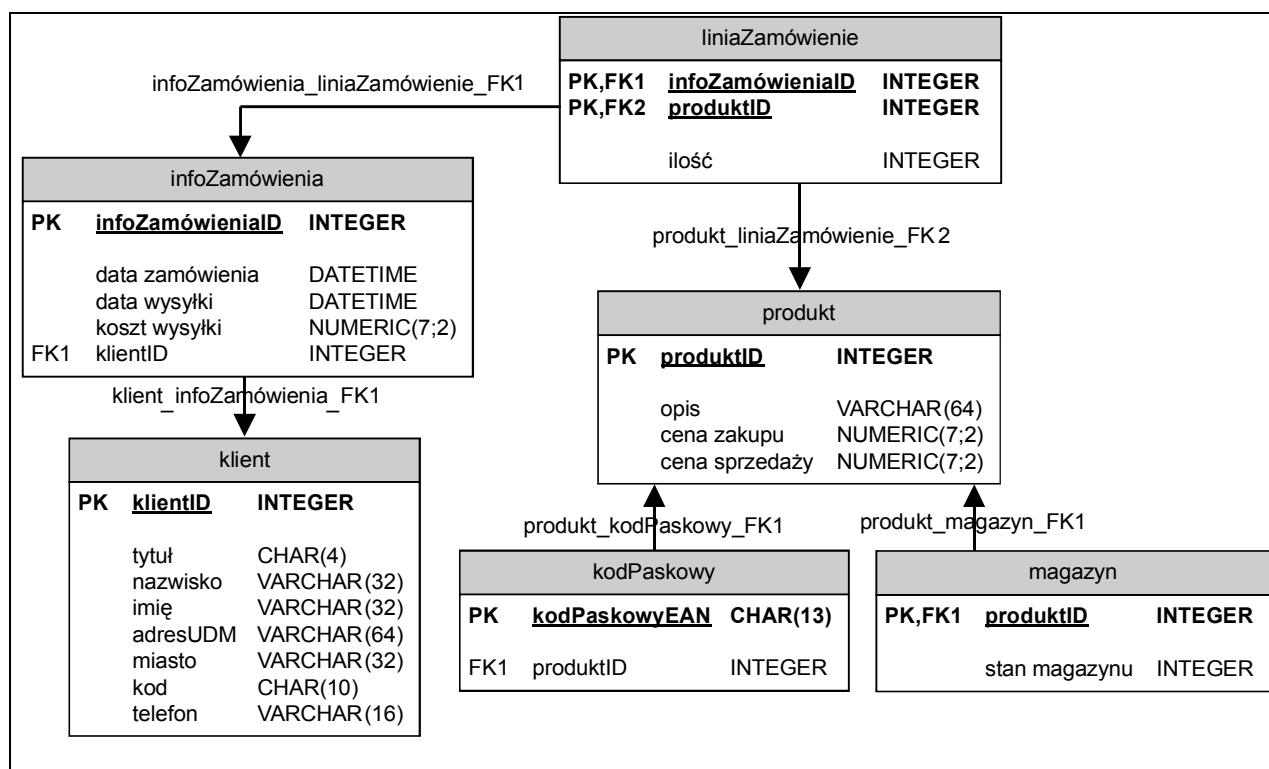 liniaZamówienie
PK,FK1 infoZamówieniaID INTEGER
PK,FK2 produktID INTEGER
ilość INTEGER
infoZamówienia_liniaZamówienie_FK1
infoZamówienia
PK infoZamówieniaID INTEGER
data zamówienia DATETIME
data wysyłki DATETIME
koszt wysyłki NUMERIC(7;2)
FK1 klientID INTEGER
produkt_liniaZamówienie_FK2
produkt
PK produktID INTEGER
opis VARCHAR(64)
cena zakupu NUMERIC(7;2)
cena sprzedaży NUMERIC(7;2)
klient_infoZamówienia_FK1
klient
PK klientID INTEGER
tytuł CHAR(4)
nazwisko VARCHAR(32)
imię VARCHAR(32)
adresUDM VARCHAR(64)
miasto VARCHAR(32)
kod CHAR(10)
telefon VARCHAR(16)
produkt_kodPaskowy_FK1
kodPaskowy
PK kodPaskowyEAN CHAR(13)
FK1 produktID INTEGER
produkt_magazyn_FK1
magazyn
PK,FK1 produktID INTEGER
stan magazynu INTEGER